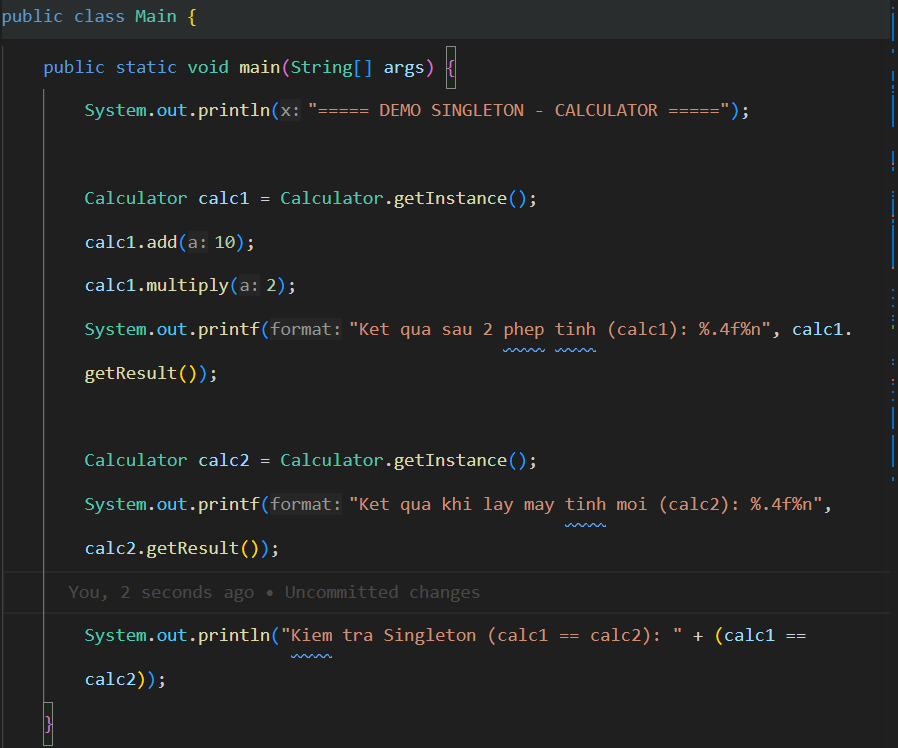 public class Main {
public static void main(String[] args) {
System.out.println(x: "===== DEMO SINGLETON - CALCULATOR =====");
Calculator calc1 = Calculator.getInstance();
calc1.add(a: 10);
calc1.multiply(a: 2);
System.out.printf(format: "Ket qua sau 2 phep tinh (calc1): %.4f%n", calc1.
getResult());
Calculator calc2 = Calculator.getInstance();
System.out.printf(format: "Ket qua khi lay may tinh moi (calc2): %.4f%n",
calc2.getResult());
You, 2 seconds ago • Uncommitted changes
System.out.println("Kiem tra Singleton (calc1 == calc2): " + (calc1 ==
calc2));
}